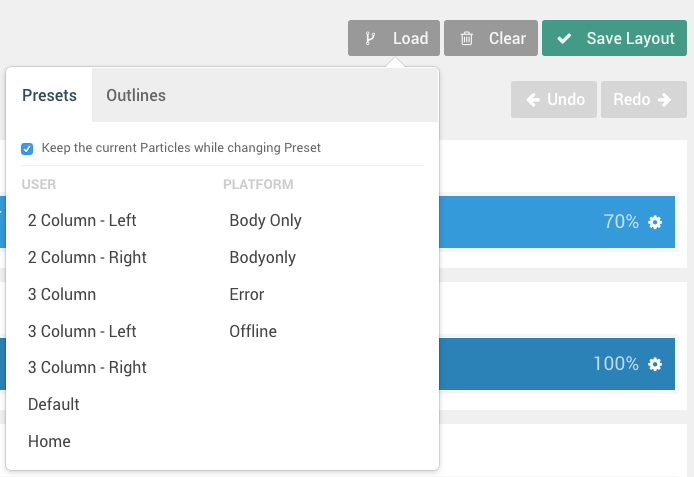 Load Clear Save Layout
Presets Outlines
Undo Redo
Keep the current Particles while changing Preset
USER PLATFORM
2 Column - Left Body Only
70%
2 Column - Right Bodyonly
3 Column Error
3 Column - Left Offline
3 Column - Right
100%
Default
Home